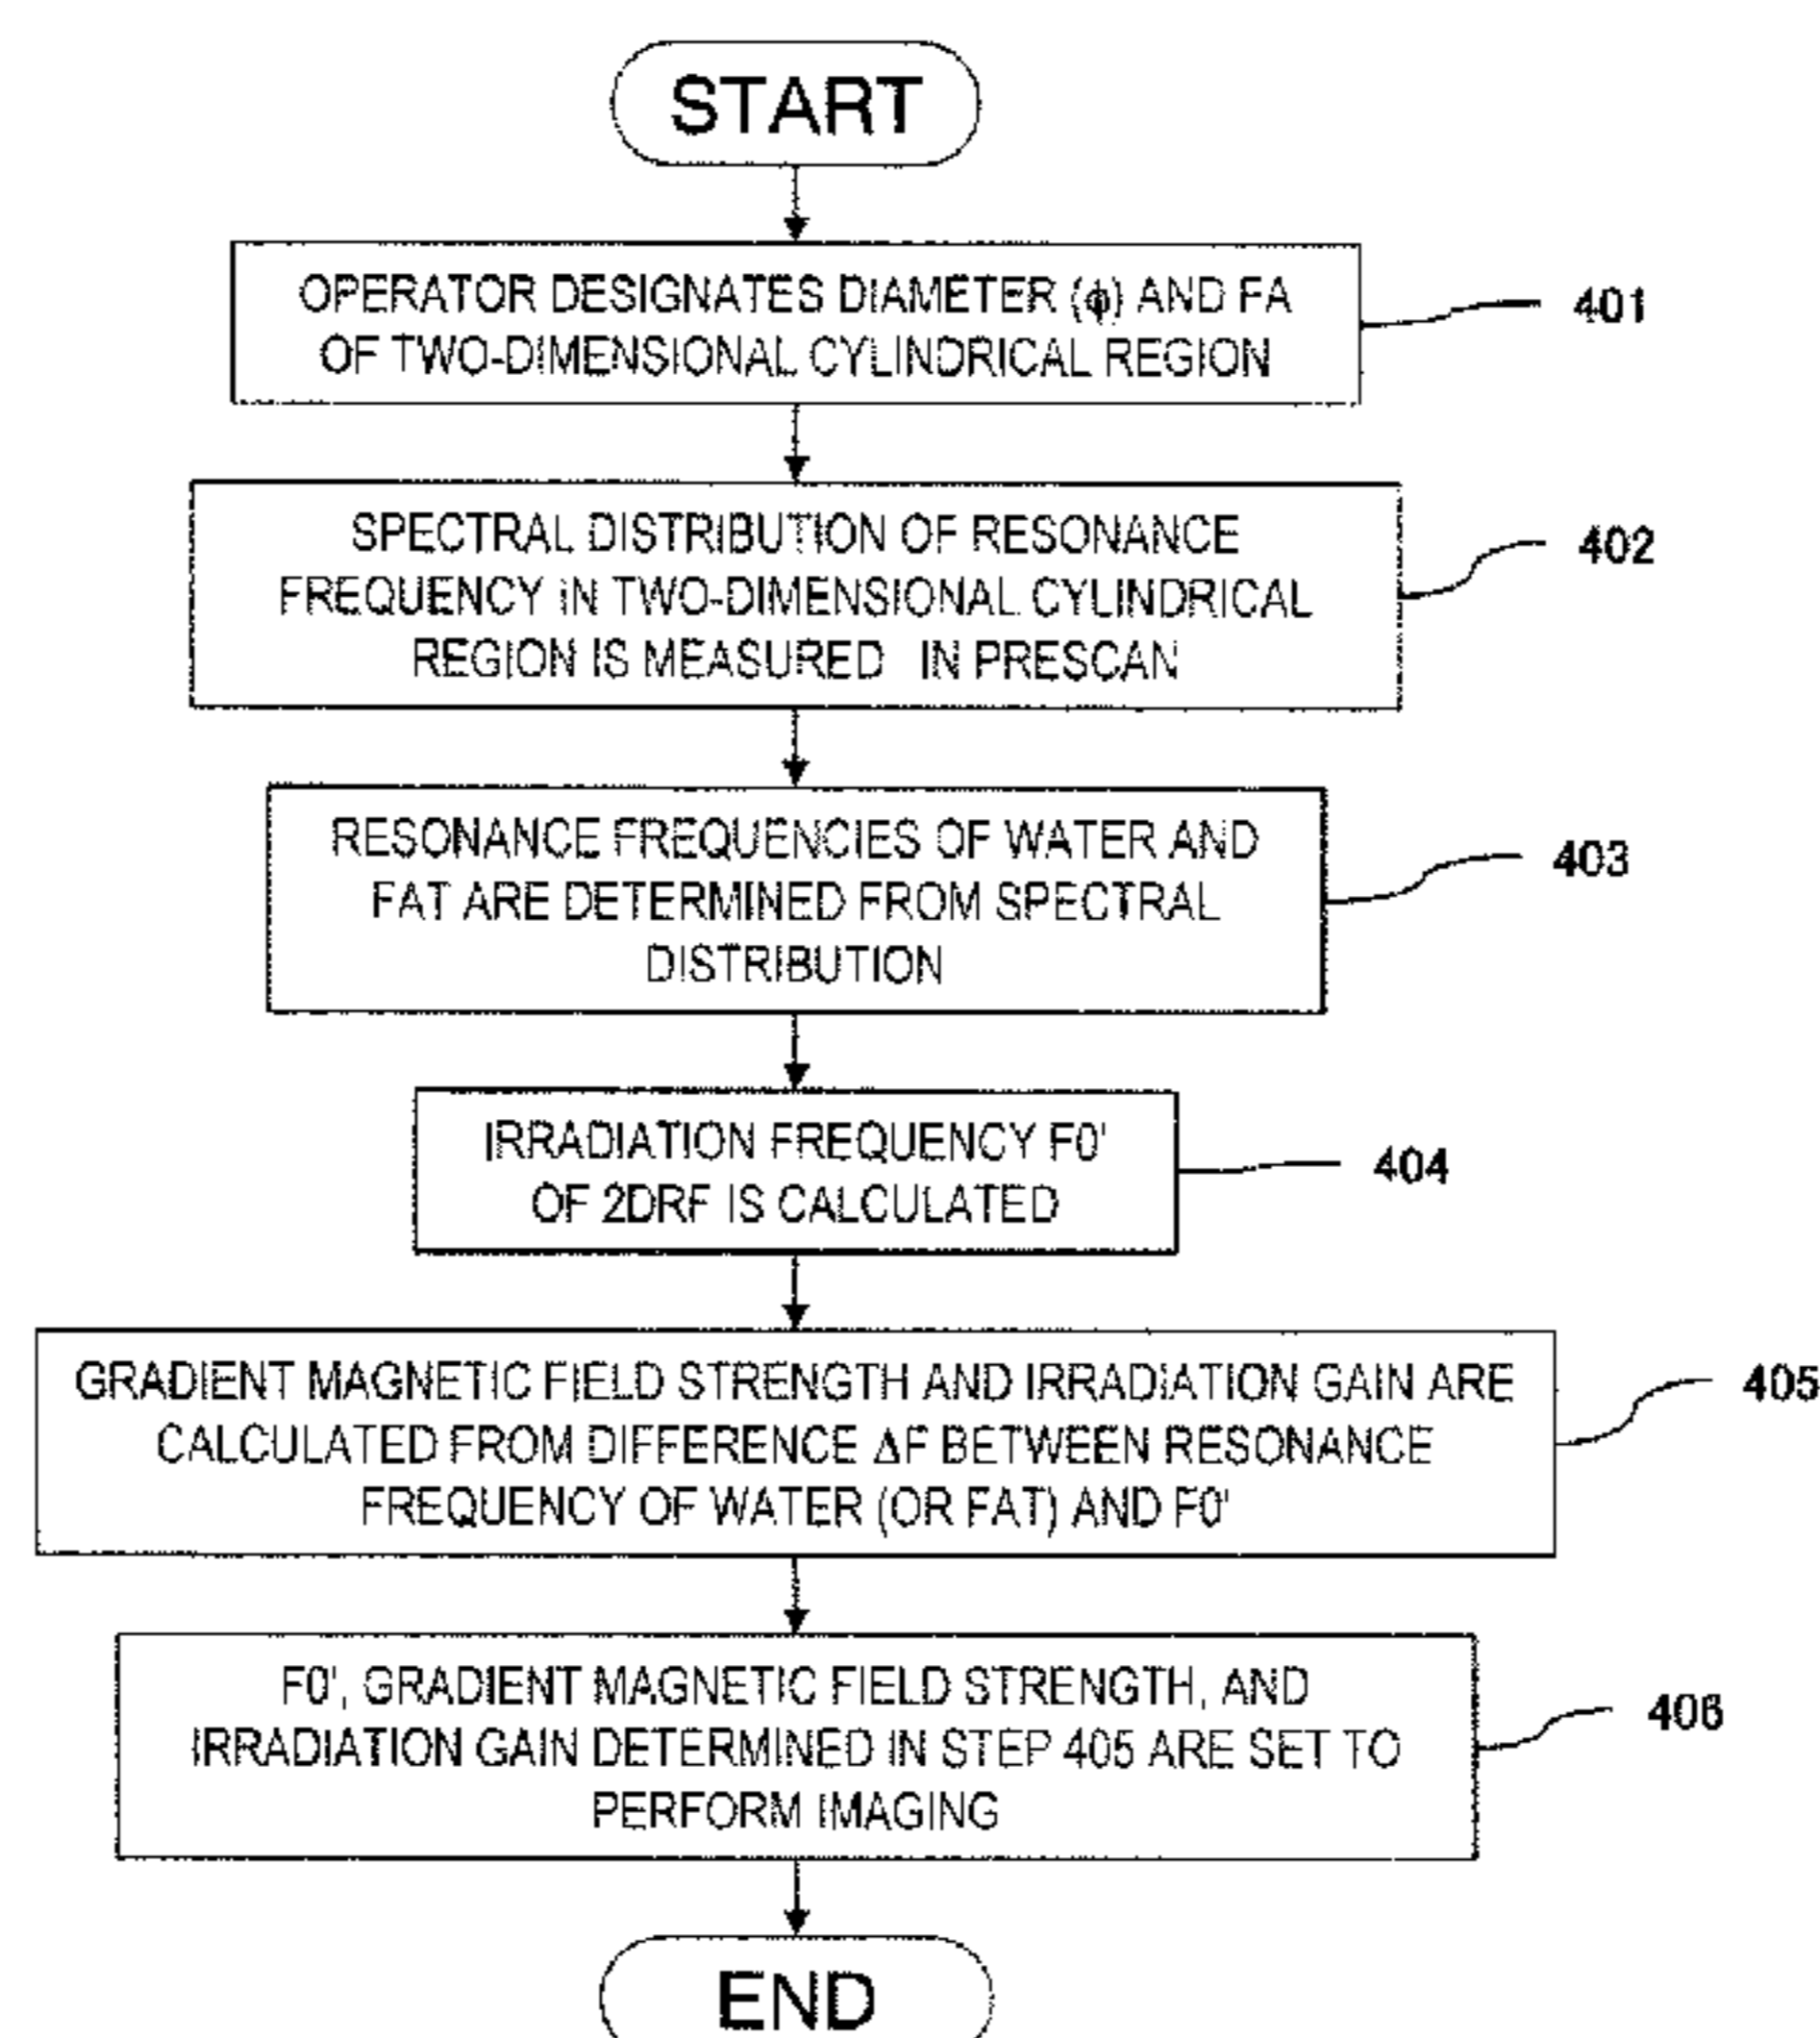 START
OPERATOR DESIGNATES DIAMETER (ϕ) AND FA
OF TWO-DIMENSIONAL CYLINDRICAL REGION
401
SPECTRAL DISTRIBUTION OF RESONANCE
FREQUENCY IN TWO-DIMENSIONAL CYLINDRICAL
REGION IS MEASURED IN PRESCAN
402
RESONANCE FREQUENCIES OF WATER AND
FAT ARE DETERMINED FROM SPECTRAL
DISTRIBUTION
403
IRRADIATION FREQUENCY F0'
OF 2DRF IS CALCULATED
404
GRADIENT MAGNETIC FIELD STRENGTH AND IRRADIATION GAIN ARE
CALCULATED FROM DIFFERENCE ΔF BETWEEN RESONANCE
FREQUENCY OF WATER (OR FAT) AND F0'
405
F0', GRADIENT MAGNETIC FIELD STRENGTH, AND
IRRADIATION GAIN DETERMINED IN STEP 405 ARE SET TO
PERFORM IMAGING
406
END